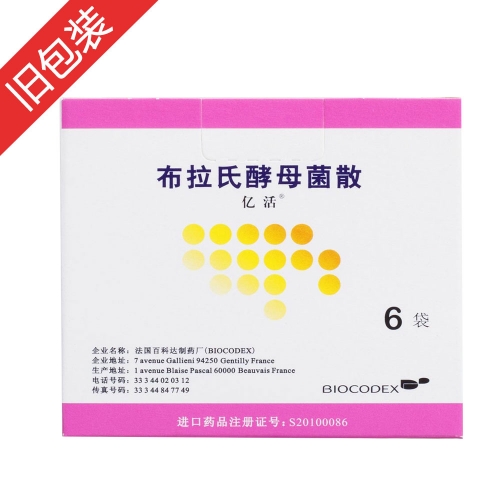 旧包装
布拉氏酵母菌散
亿活®
6袋
企业名称：法国百科达制药厂(BIOCODEX)
企业地址：7 avenue Gallieni 94250 Gentilly France
生产地址：1 avenue Blaise Pascal 60000 Beauvais France
电话号码：33 3 44 02 03 12
传真号码：33 3 44 84 77 49
BIOCODEX
进口药品注册证号：S20100086